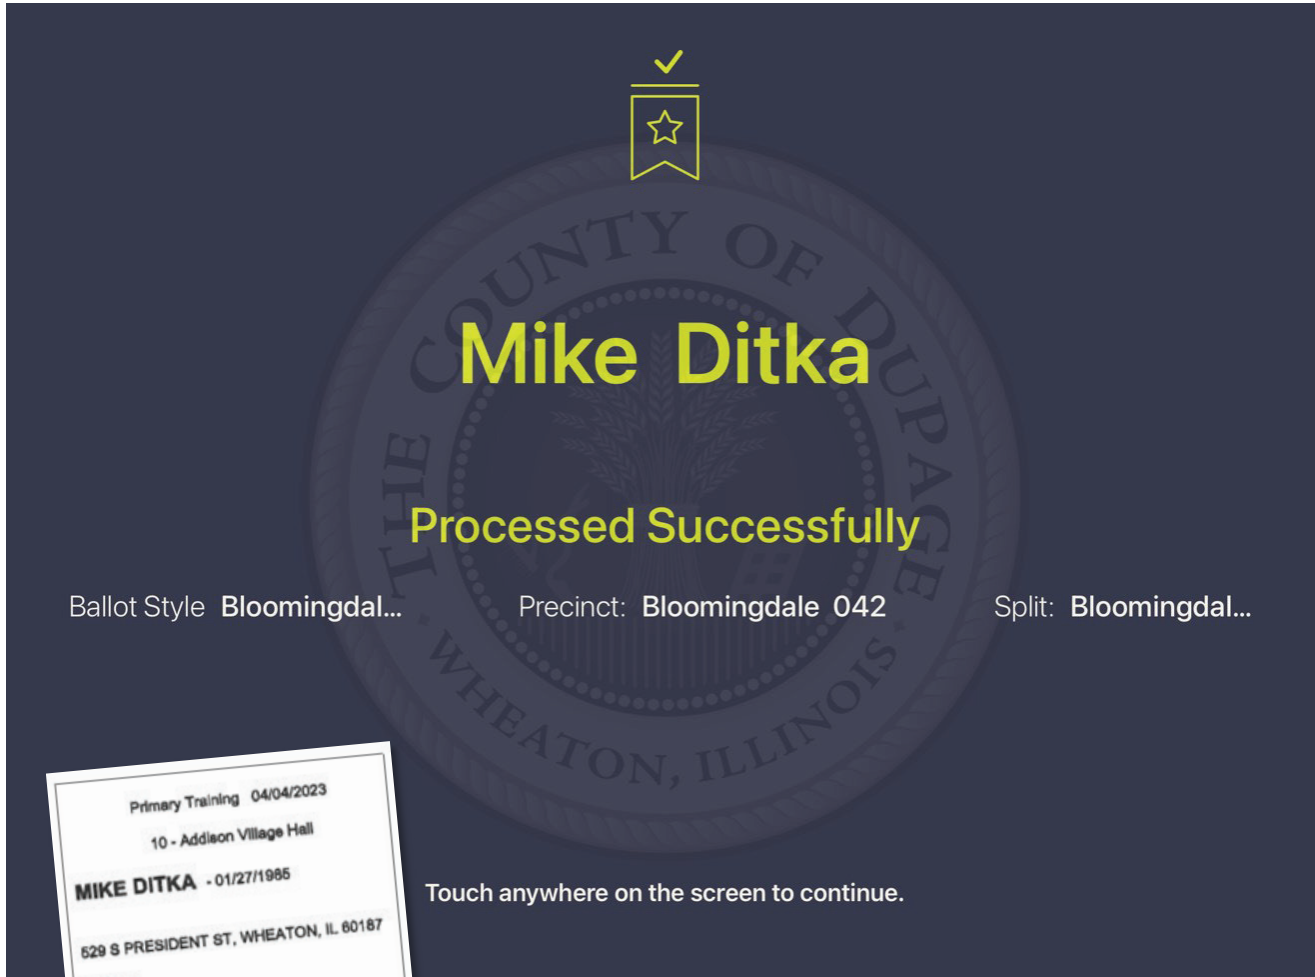 THE COUNTY OF DUPAGE
WHEATON, ILLINOIS
Mike Ditka
Processed Successfully
Ballot Style Bloomingdal...
Precinct: Bloomingdale 042
Split: Bloomingdal...
Primary Training 04/04/2023
10 - Addison Village Hall
MIKE DITKA - 01/27/1985
529 S PRESIDENT ST, WHEATON, IL 60187
Touch anywhere on the screen to continue.